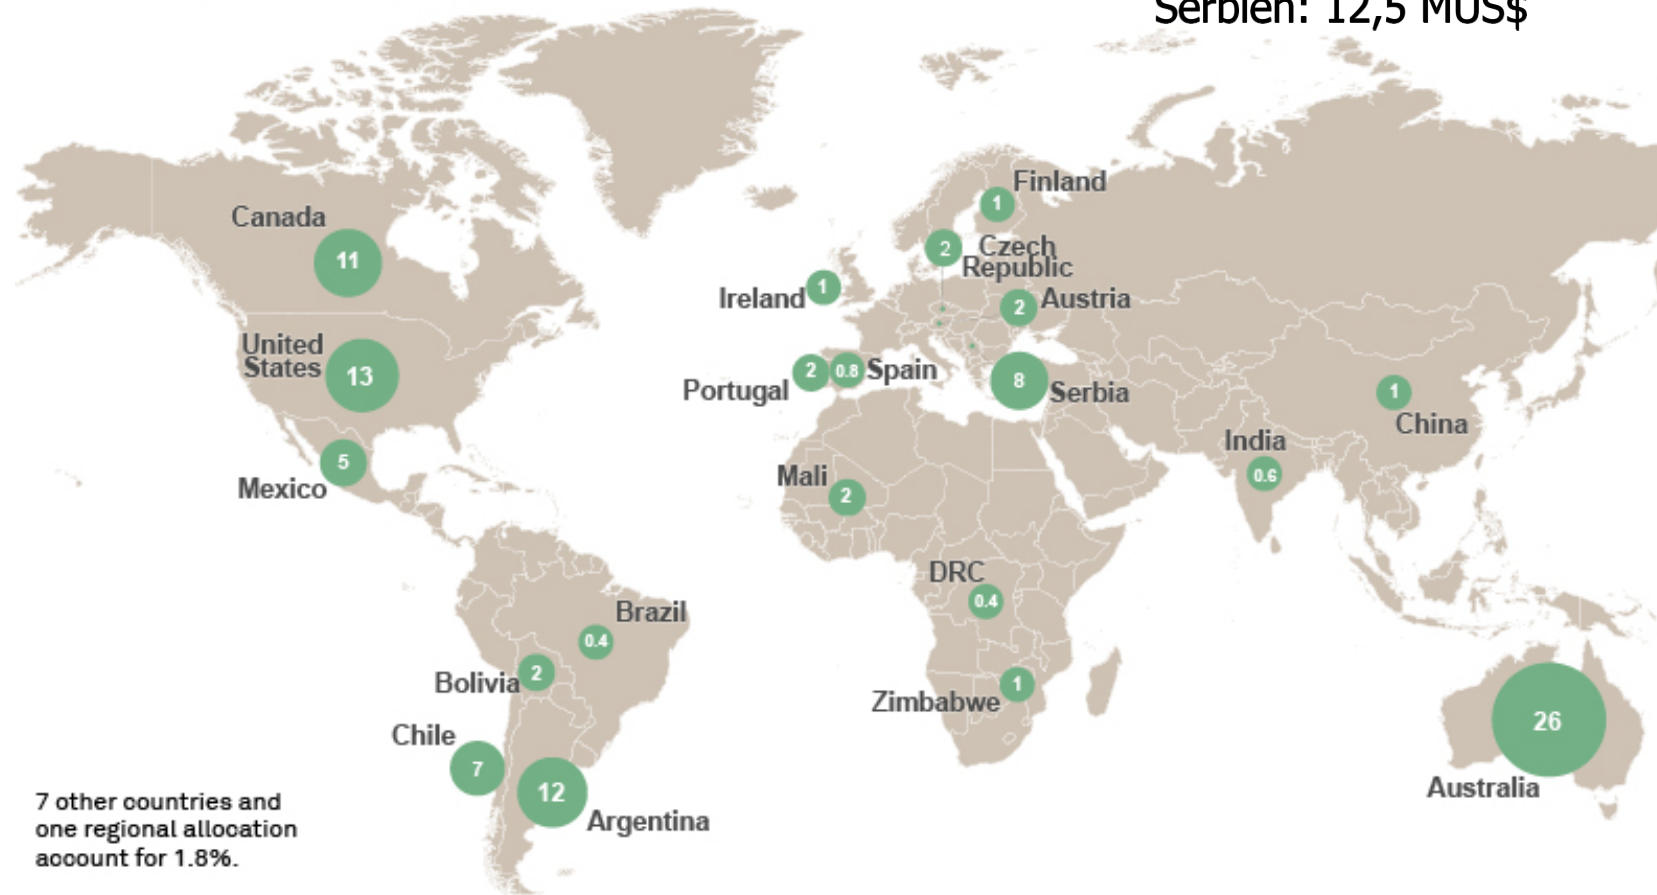 Serbien: 12,5 MUS$
Finland
1
Canada
11
2
Czech
Republic
Ireland
1
2
Austria
United
States
13
Portugal
2
0.8
Spain
8
Serbia
1
China
Mexico
5
India
0.6
Mali
2
DRC
0.4
Brazil
0.4
Bolivia
2
Zimbabwe
1
Chile
7
12
Argentina
26
Australia
7 other countries and
one regional allocation
account for 1.8%.